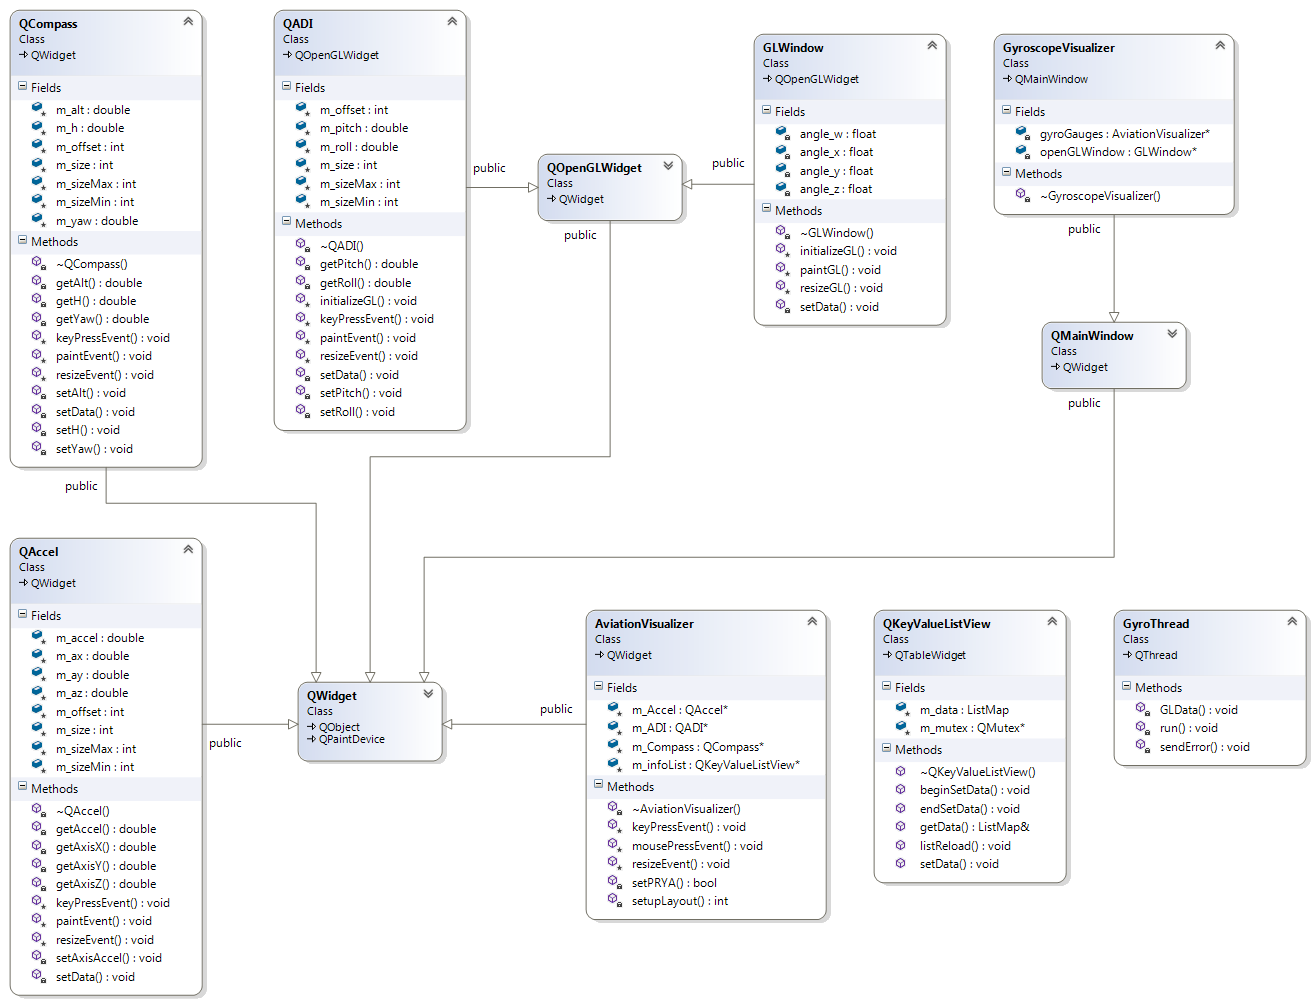 QCompass
Class
QWidget
Fields
m_alt : double
m_h : double
m_offset : int
m_size : int
m_sizeMax : int
m_sizeMin : int
m_yaw : double
Methods
~QCompass()
getAlt() : double
getH() : double
getYaw() : double
keyPressEvent() : void
paintEvent() : void
resizeEvent() : void
setAlt() : void
setData() : void
setH() : void
setYaw() : void
public
QADI
Class
QOpenGLWidget
Fields
m_offset : int
m_pitch : double
m_roll : double
m_size : int
m_sizeMax : int
m_sizeMin : int
Methods
~QADI()
getPitch() : double
getRoll() : double
initializeGL() : void
keyPressEvent() : void
paintEvent() : void
resizeEvent() : void
setData() : void
setPitch() : void
setRoll() : void
public
QOpenGLWidget
Class
QWidget
public
public
GLWindow
Class
QOpenGLWidget
Fields
angle_w : float
angle_x : float
angle_y : float
angle_z : float
Methods
~GLWindow()
initializeGL() : void
paintGL() : void
resizeGL() : void
setData() : void
GyroscopeVisualizer
Class
QMainWindow
Fields
gyroGauges : AviationVisualizer*
openGLWindow : GLWindow*
Methods
~GyroscopeVisualizer()
public
QMainWindow
Class
QWidget
public
QAccel
Class
QWidget
Fields
m_accel : double
m_ax : double
m_ay : double
m_az : double
m_offset : int
m_size : int
m_sizeMax : int
m_sizeMin : int
Methods
~QAccel()
getAccel() : double
getAxisX() : double
getAxisY() : double
getAxisZ() : double
keyPressEvent() : void
paintEvent() : void
resizeEvent() : void
setAxisAccel() : void
setData() : void
public
QWidget
Class
QObject
QPaintDevice
public
AviationVisualizer
Class
QWidget
Fields
m_Accel : QAccel*
m_ADI : QADI*
m_Compass : QCompass*
m_infoList : QKeyValueListView*
Methods
~AviationVisualizer()
keyPressEvent() : void
mousePressEvent() : void
resizeEvent() : void
setPRYA() : bool
setupLayout() : int
QKeyValueListView
Class
QTableWidget
Fields
m_data : ListMap
m_mutex : QMutex*
Methods
~QKeyValueListView()
beginSetData() : void
endSetData() : void
getData() : ListMap&
listReload() : void
setData() : void
GyroThread
Class
QThread
Methods
GLData() : void
run() : void
sendError() : void